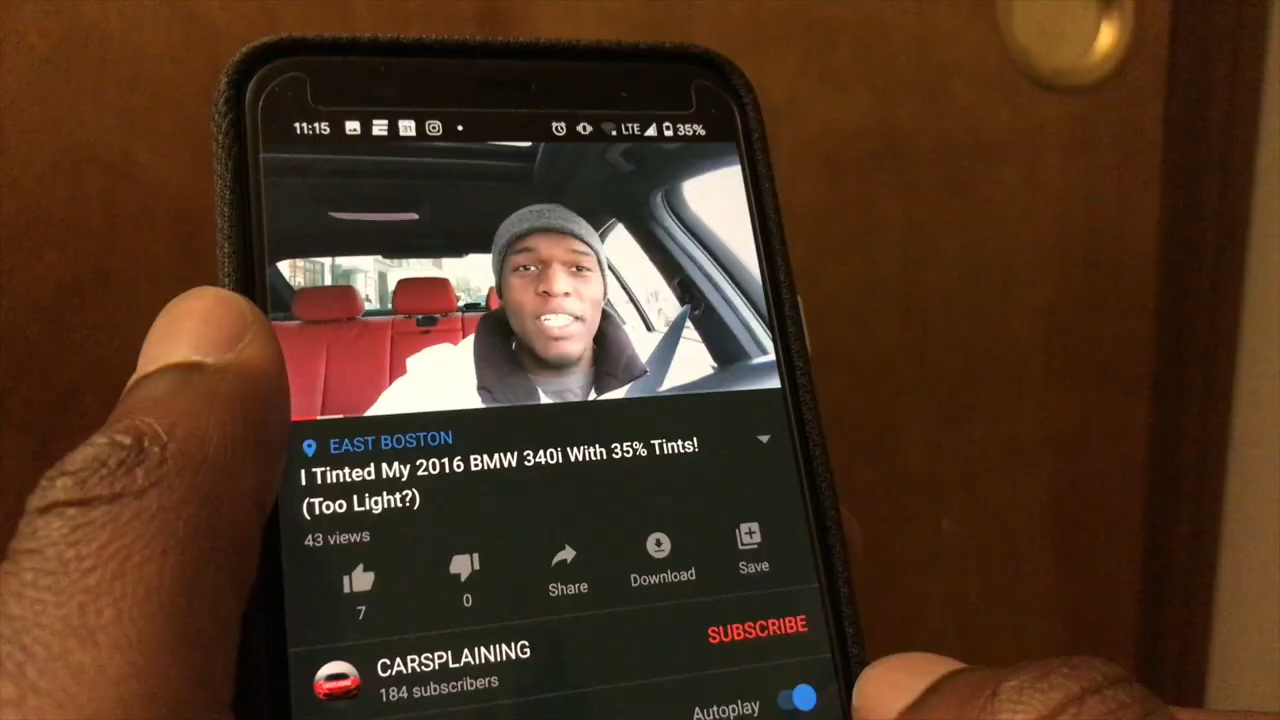 11:15 31 LTE 35%
EAST BOSTON
I Tinted My 2016 BMW 340i With 35% Tints!
(Too Light?)
43 views
7 0 Share Download Save
CARSPLAINING SUBSCRIBE
184 subscribers
Autoplay